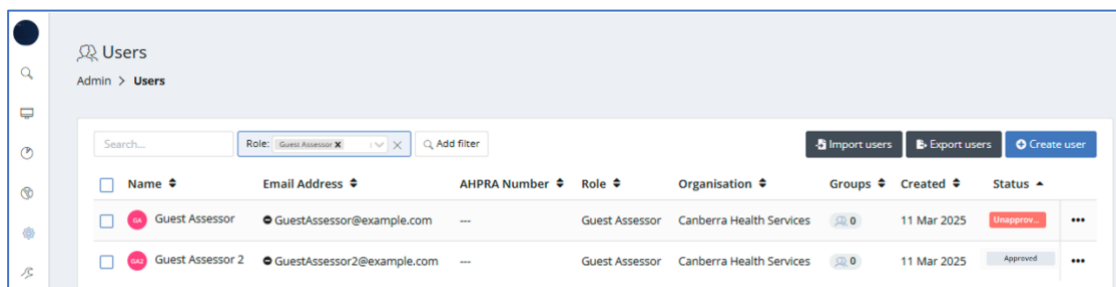 Users
Admin > Users
Search... Role: Guest Assessor × Add filter Import users Export users Create user
Name Email Address AHPRA Number Role Organisation Groups Created Status
GA Guest Assessor GuestAssessor@example.com --- Guest Assessor Canberra Health Services 0 11 Mar 2025 Unapprov... •••
GA2 Guest Assessor 2 GuestAssessor2@example.com --- Guest Assessor Canberra Health Services 0 11 Mar 2025 Approved •••